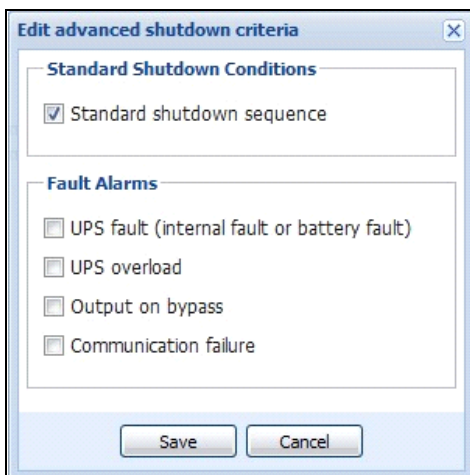 Edit advanced shutdown criteria
Standard Shutdown Conditions
Standard shutdown sequence
Fault Alarms
UPS fault (internal fault or battery fault)
UPS overload
Output on bypass
Communication failure
Save Cancel